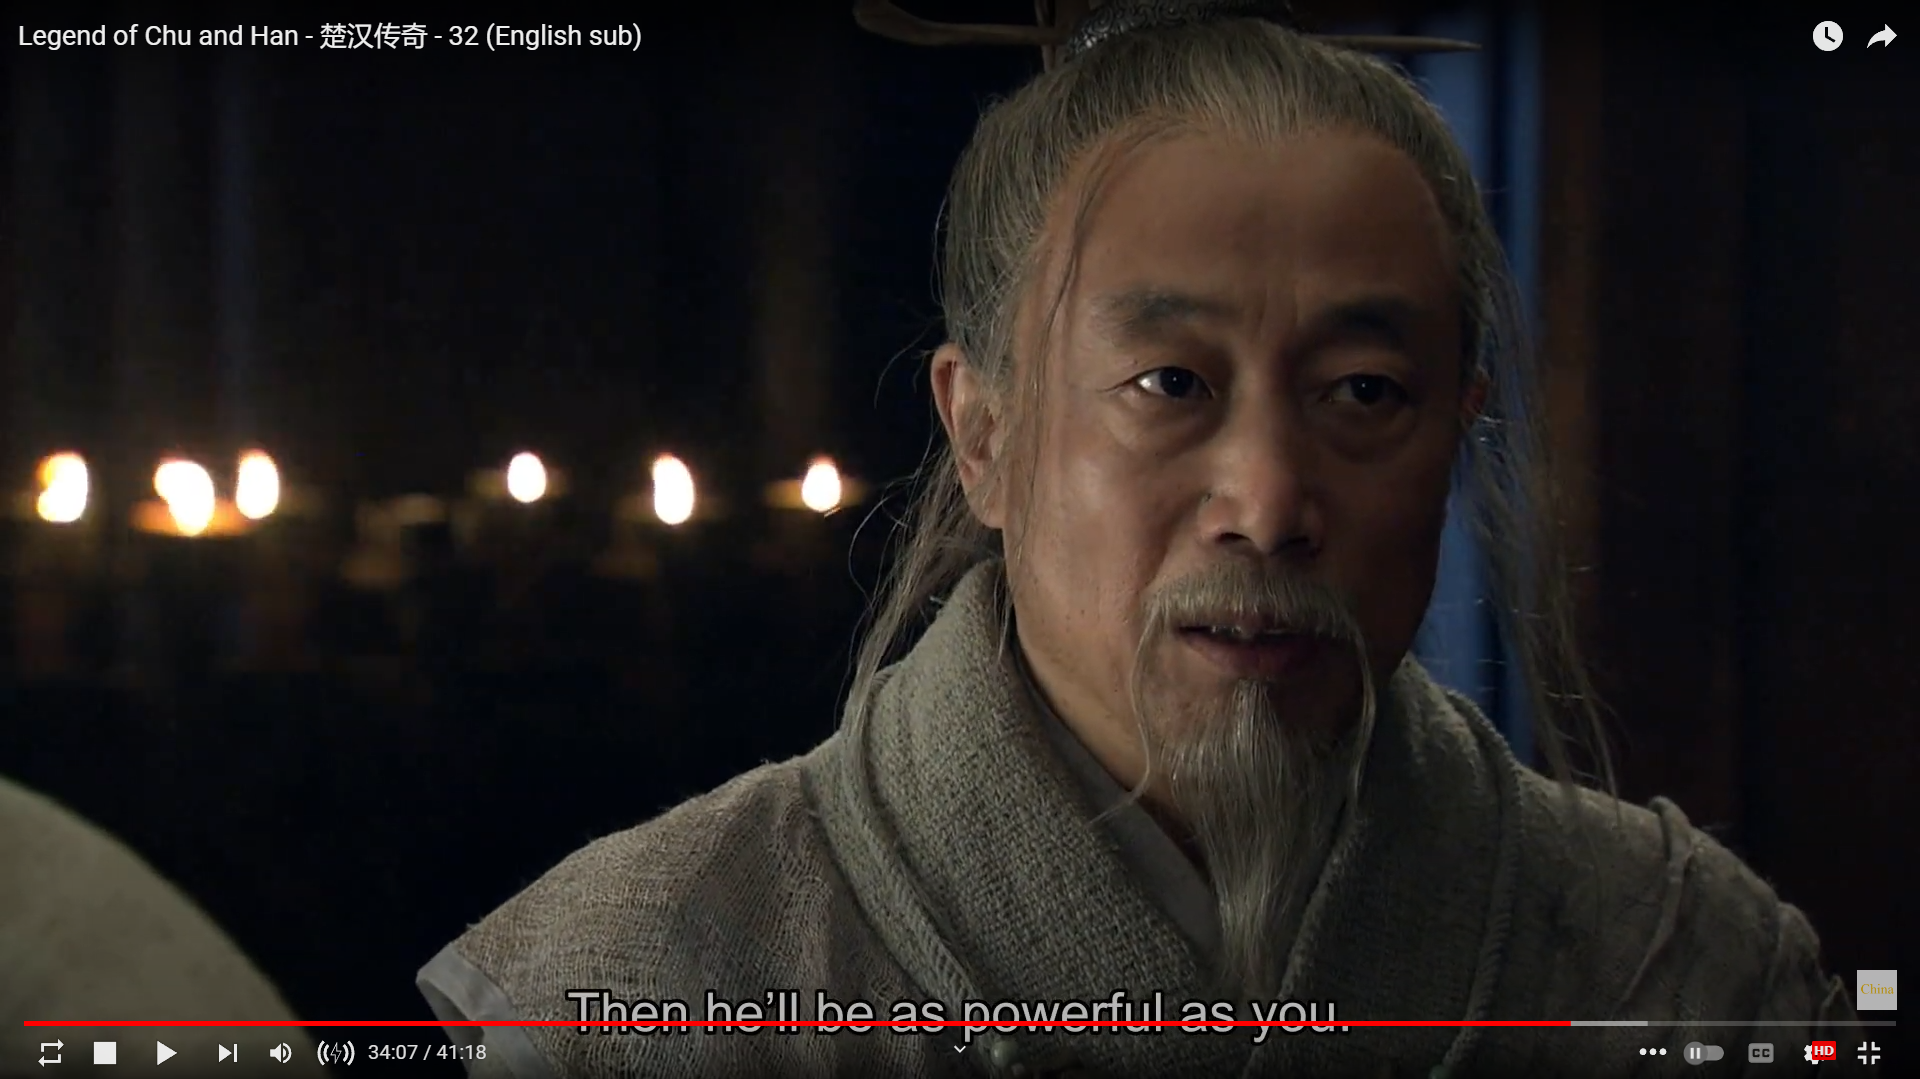 Legend of Chu and Han - 楚汉传奇 - 32 (English sub)
China
Then he'll be as powerful as you.
34:07 / 41:18
CC
HD